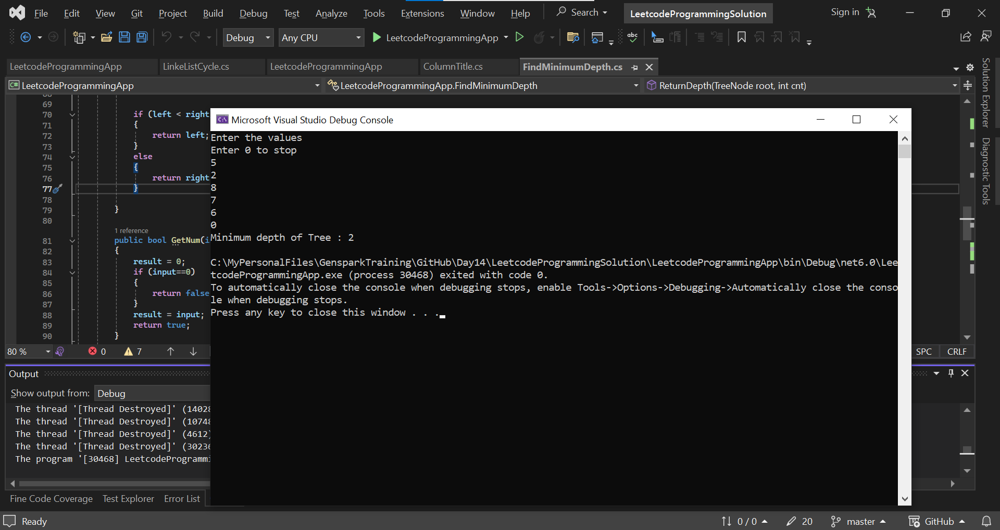 File Edit View Git Project Build Debug Test Analyze Tools Extensions Window Help Search LeetcodeProgrammingSolution Sign in
Debug Any CPU LeetcodeProgrammingApp abc
LeetcodeProgrammingApp LinkeListCycle.cs LeetcodeProgrammingApp ColumnTitle.cs FindMinimumDepth.cs
C# LeetcodeProgrammingApp LeetcodeProgrammingApp.FindMinimumDepth ReturnDepth(TreeNode root, int cnt)
Solution Explorer
Diagnostic Tools
69
70 if (left < right
71 {
72 return left;
73 }
74 else
75 {
76 return right
77 }
78
79 }
80
1 reference
81 public bool GetNum(i
82 {
83 result = 0;
84 if (input==0)
85 {
86 return false
87 }
88 result = input;
89 return true;
90 }
80 % 0 7 SPC CRLF
C:\ Microsoft Visual Studio Debug Console
Enter the values
Enter 0 to stop
5
2
8
7
6
0
Minimum depth of Tree : 2
C:\MyPersonalFiles\GensparkTraining\GitHub\Day14\LeetcodeProgrammingSolution\LeetcodeProgrammingApp\bin\Debug\net6.0\Lee
tcodeProgrammingApp.exe (process 30468) exited with code 0.
To automatically close the console when debugging stops, enable Tools->Options->Debugging->Automatically close the conso
le when debugging stops.
Press any key to close this window . . .
Output
Show output from: Debug
The thread '[Thread Destroyed]' (14028
The thread '[Thread Destroyed]' (10748
The thread '[Thread Destroyed]' (4612)
The thread '[Thread Destroyed]' (30236
The program '[30468] LeetcodeProgrammi
Fine Code Coverage Test Explorer Error List
Ready 0 / 0 20 master GitHub